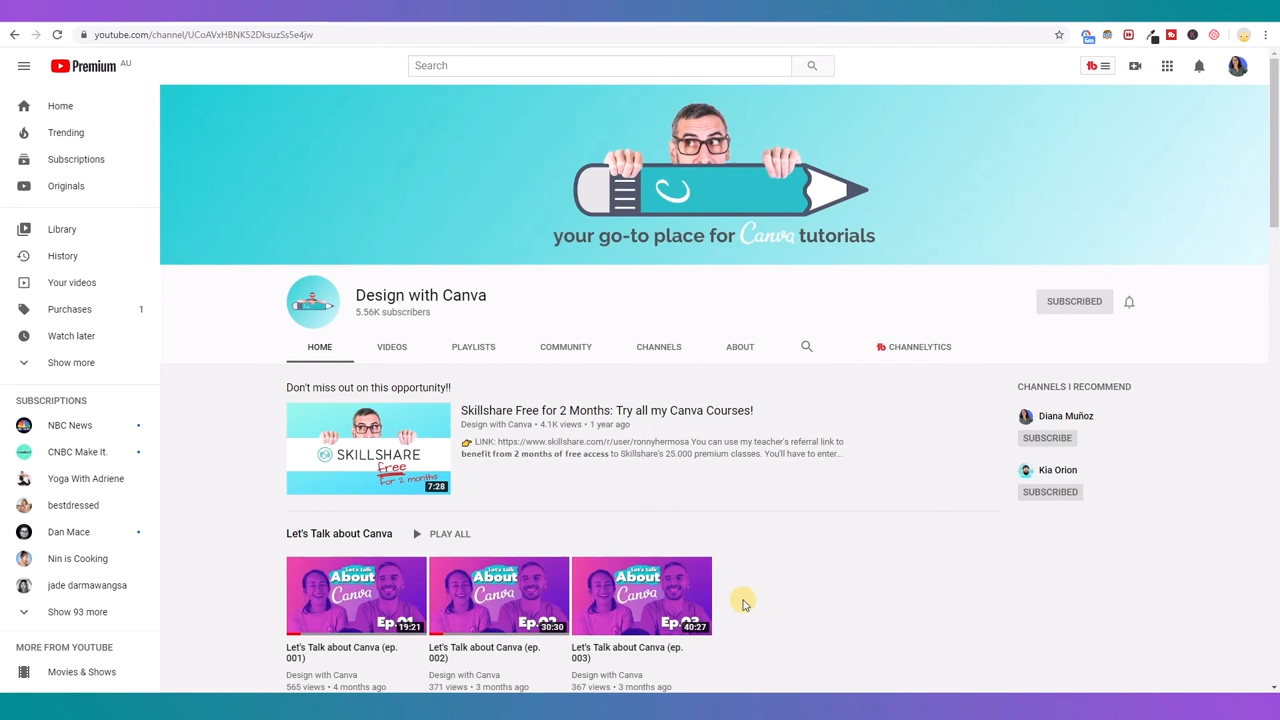 youtube.com/channel/UCoAVxHBNK52DksuzSs5e4jw
Premium AU
Search
Home
Trending
Subscriptions
Originals
Library
History
Your videos
Purchases 1
Watch later
Show more
SUBSCRIPTIONS
NBC News
CNBC Make It.
Yoga With Adriene
bestdressed
Dan Mace
Nin is Cooking
jade darmawangsa
Show 93 more
MORE FROM YOUTUBE
Movies & Shows
your go-to place for Canva tutorials
Design with Canva
5.56K subscribers
SUBSCRIBED
HOME VIDEOS PLAYLISTS COMMUNITY CHANNELS ABOUT CHANNELYTICS
Don't miss out on this opportunity!!
SKILLSHARE
free
for 2 months
7:28
Skillshare Free for 2 Months: Try all my Canva Courses!
Design with Canva • 4.1K views • 1 year ago
LINK: https://www.skillshare.com/r/user/ronnyhermosa You can use my teacher's referral link to
benefit from 2 months of free access to Skillshare's 25.000 premium classes. You'll have to enter...
CHANNELS I RECOMMEND
Diana Muñoz
SUBSCRIBE
Kia Orion
SUBSCRIBED
Let's Talk about Canva PLAY ALL
Let's talk
About
Canva
19:21
Let's talk
About
Canva
30:30
Let's talk
About
Canva
40:27
Let's Talk about Canva (ep.
001)
Design with Canva
565 views • 4 months ago
Let's Talk about Canva (ep.
002)
Design with Canva
371 views • 3 months ago
Let's Talk about Canva (ep.
003)
Design with Canva
367 views • 3 months ago